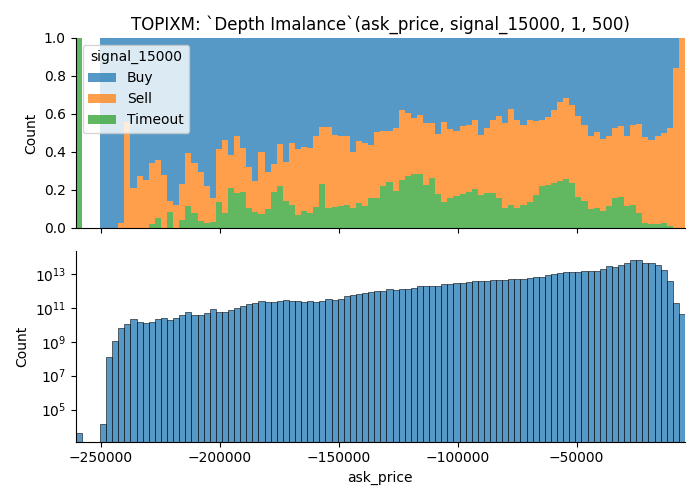 TOPIXM: `Depth Imalance`(ask_price, signal_15000, 1, 500)
1.0
0.8
0.6
0.4
0.2
0.0
Count
signal_15000
Buy
Sell
Timeout
10^13
10^11
10^9
10^7
10^5
Count
−250000 −200000 −150000 −100000 −50000
ask_price